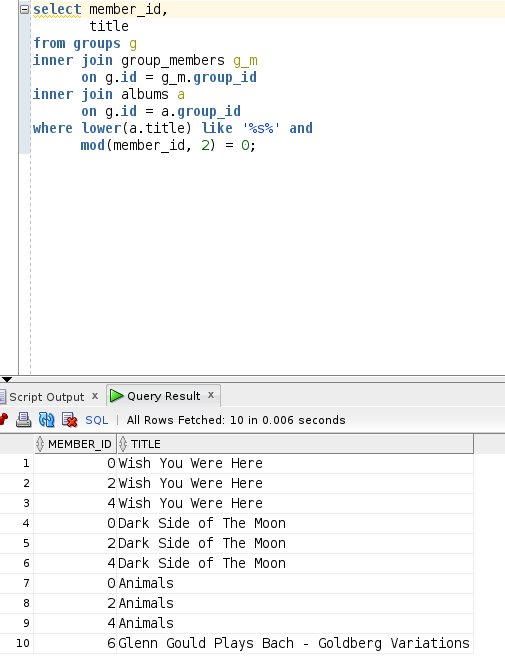 select member_id,
title
from groups g
inner join group_members g_m
on g.id = g_m.group_id
inner join albums a
on g.id = a.group_id
where lower(a.title) like '%s%' and
mod(member_id, 2) = 0;
Script Output x Query Result x
SQL | All Rows Fetched: 10 in 0.006 seconds
MEMBER_ID TITLE
1 0 Wish You Were Here
2 2 Wish You Were Here
3 4 Wish You Were Here
4 0 Dark Side of The Moon
5 2 Dark Side of The Moon
6 4 Dark Side of The Moon
7 0 Animals
8 2 Animals
9 4 Animals
10 6 Glenn Gould Plays Bach - Goldberg Variations